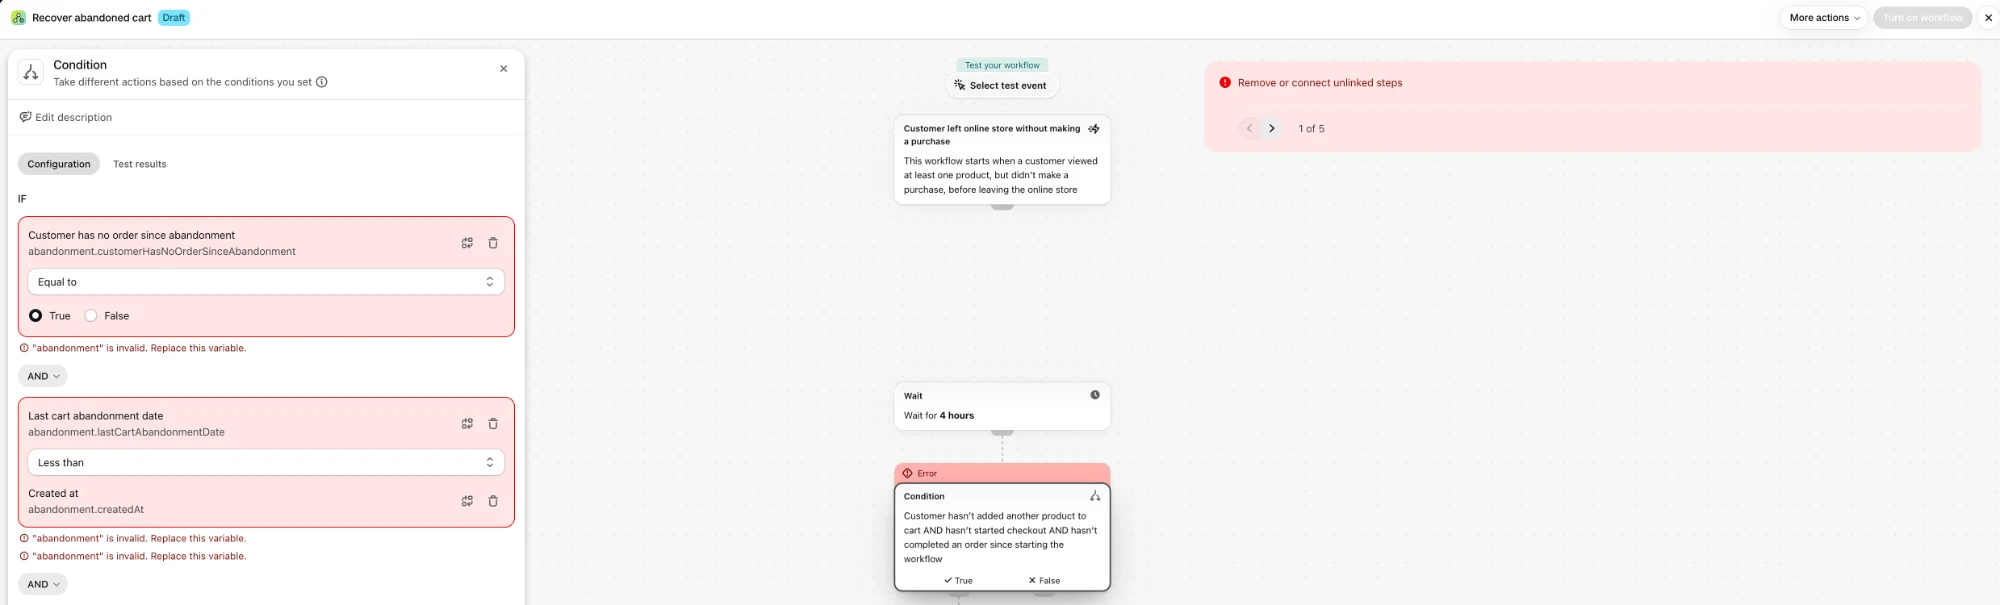 Recover abandoned cart
Draft
More actions
Turn on workflow
Condition
Take different actions based on the conditions you set
Edit description
Configuration
Test results
IF
Customer has no order since abandonment
abandonment.customerHasNoOrderSinceAbandonment
Equal to
True
False
"abandonment" is invalid. Replace this variable.
AND
Last cart abandonment date
abandonment.lastCartAbandonmentDate
Less than
Created at
abandonment.createdAt
"abandonment" is invalid. Replace this variable.
"abandonment" is invalid. Replace this variable.
AND
Test your workflow
Select test event
Customer left online store without making
a purchase
This workflow starts when a customer viewed
at least one product, but didn't make a
purchase, before leaving the online store
Wait
Wait for 4 hours
Error
Condition
Customer hasn't added another product to
cart AND hasn't started checkout AND hasn't
completed an order since starting the
workflow
True
False
Remove or connect unlinked steps
1 of 5